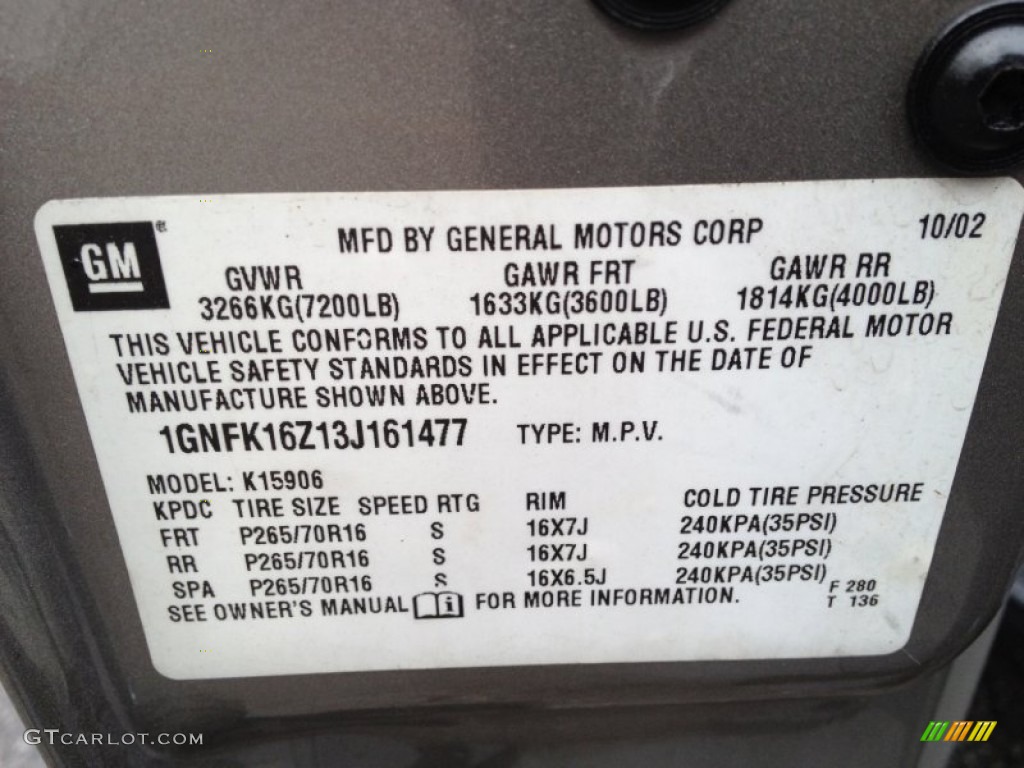 GM
MFD BY GENERAL MOTORS CORP 10/02
GVWR GAWR FRT GAWR RR
3266KG(7200LB) 1633KG(3600LB) 1814KG(4000LB)
THIS VEHICLE CONFORMS TO ALL APPLICABLE U.S. FEDERAL MOTOR
VEHICLE SAFETY STANDARDS IN EFFECT ON THE DATE OF
MANUFACTURE SHOWN ABOVE.
1GNFK16Z13J161477 TYPE: M.P.V.
MODEL: K15906
KPDC TIRE SIZE SPEED RTG RIM COLD TIRE PRESSURE
FRT P265/70R16 S 16X7J 240KPA(35PSI)
RR P265/70R16 S 16X7J 240KPA(35PSI)
SPA P265/70R16 S 16X6.5J 240KPA(35PSI)
SEE OWNER'S MANUAL i FOR MORE INFORMATION.
F 280
T 136
GTCARLOT.COM